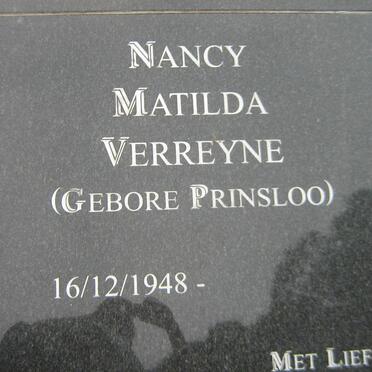 NANCY
MATILDA
VERREYNE
(GEBORE PRINSLOO)
16/12/1948 -
MET LIEF